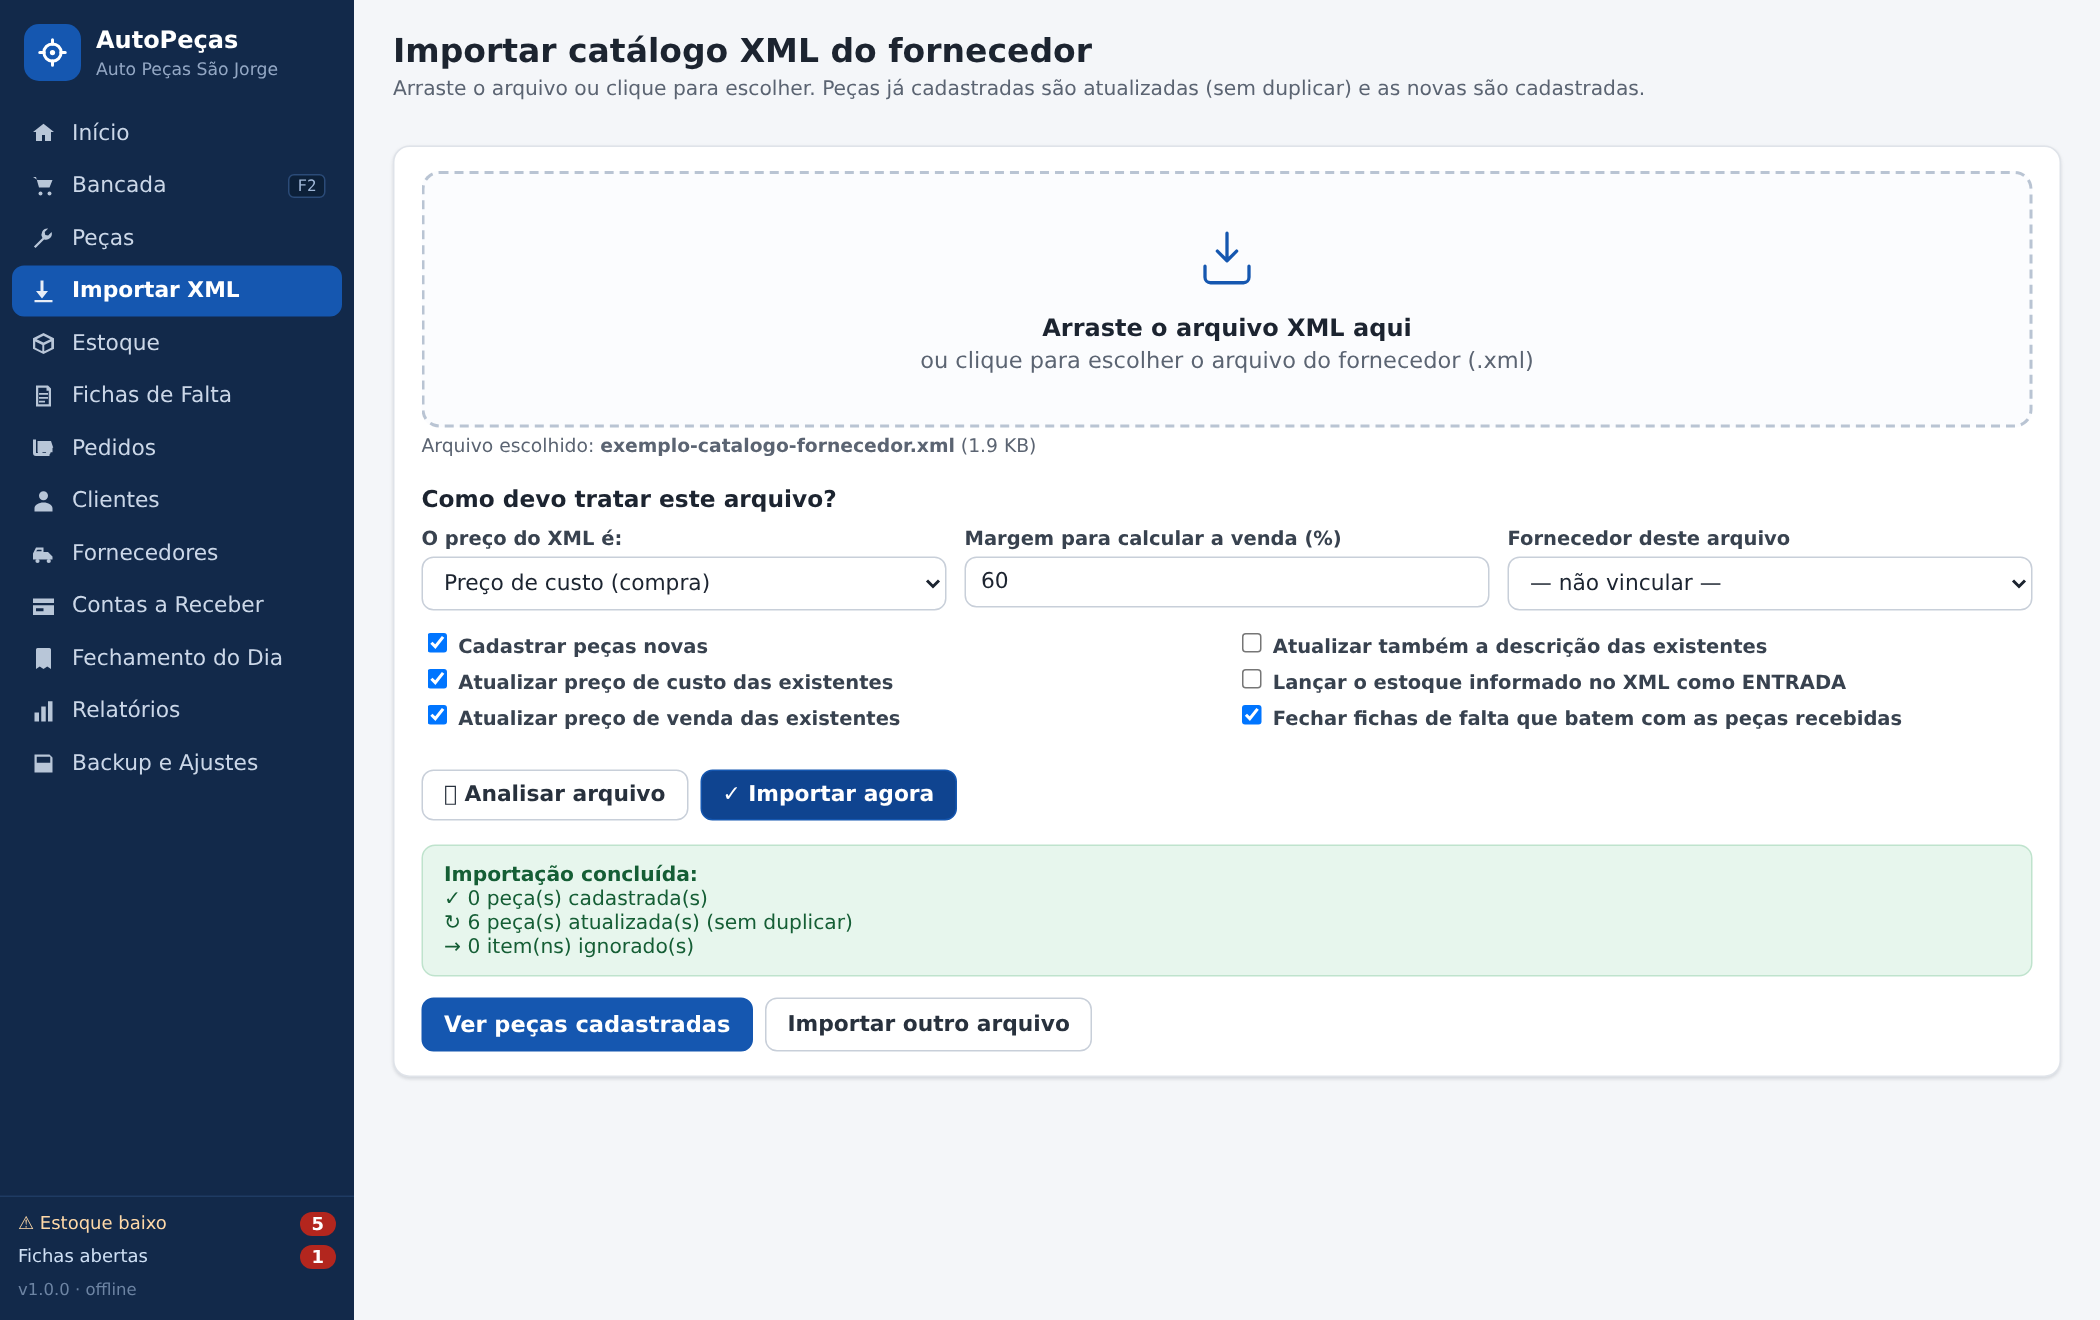 AutoPeças
Auto Peças São Jorge
Início
Bancada F2
Peças
Importar XML
Estoque
Fichas de Falta
Pedidos
Clientes
Fornecedores
Contas a Receber
Fechamento do Dia
Relatórios
Backup e Ajustes
⚠ Estoque baixo 5
Fichas abertas 1
v1.0.0 · offline
Importar catálogo XML do fornecedor
Arraste o arquivo ou clique para escolher. Peças já cadastradas são atualizadas (sem duplicar) e as novas são cadastradas.
Arraste o arquivo XML aqui
ou clique para escolher o arquivo do fornecedor (.xml)
Arquivo escolhido: exemplo-catalogo-fornecedor.xml (1.9 KB)
Como devo tratar este arquivo?
O preço do XML é: Margem para calcular a venda (%) Fornecedor deste arquivo
Preço de custo (compra) 60 — não vincular —
Cadastrar peças novas Atualizar também a descrição das existentes
Atualizar preço de custo das existentes Lançar o estoque informado no XML como ENTRADA
Atualizar preço de venda das existentes Fechar fichas de falta que batem com as peças recebidas
Analisar arquivo ✓ Importar agora
Importação concluída:
✓ 0 peça(s) cadastrada(s)
↻ 6 peça(s) atualizada(s) (sem duplicar)
→ 0 item(ns) ignorado(s)
Ver peças cadastradas Importar outro arquivo